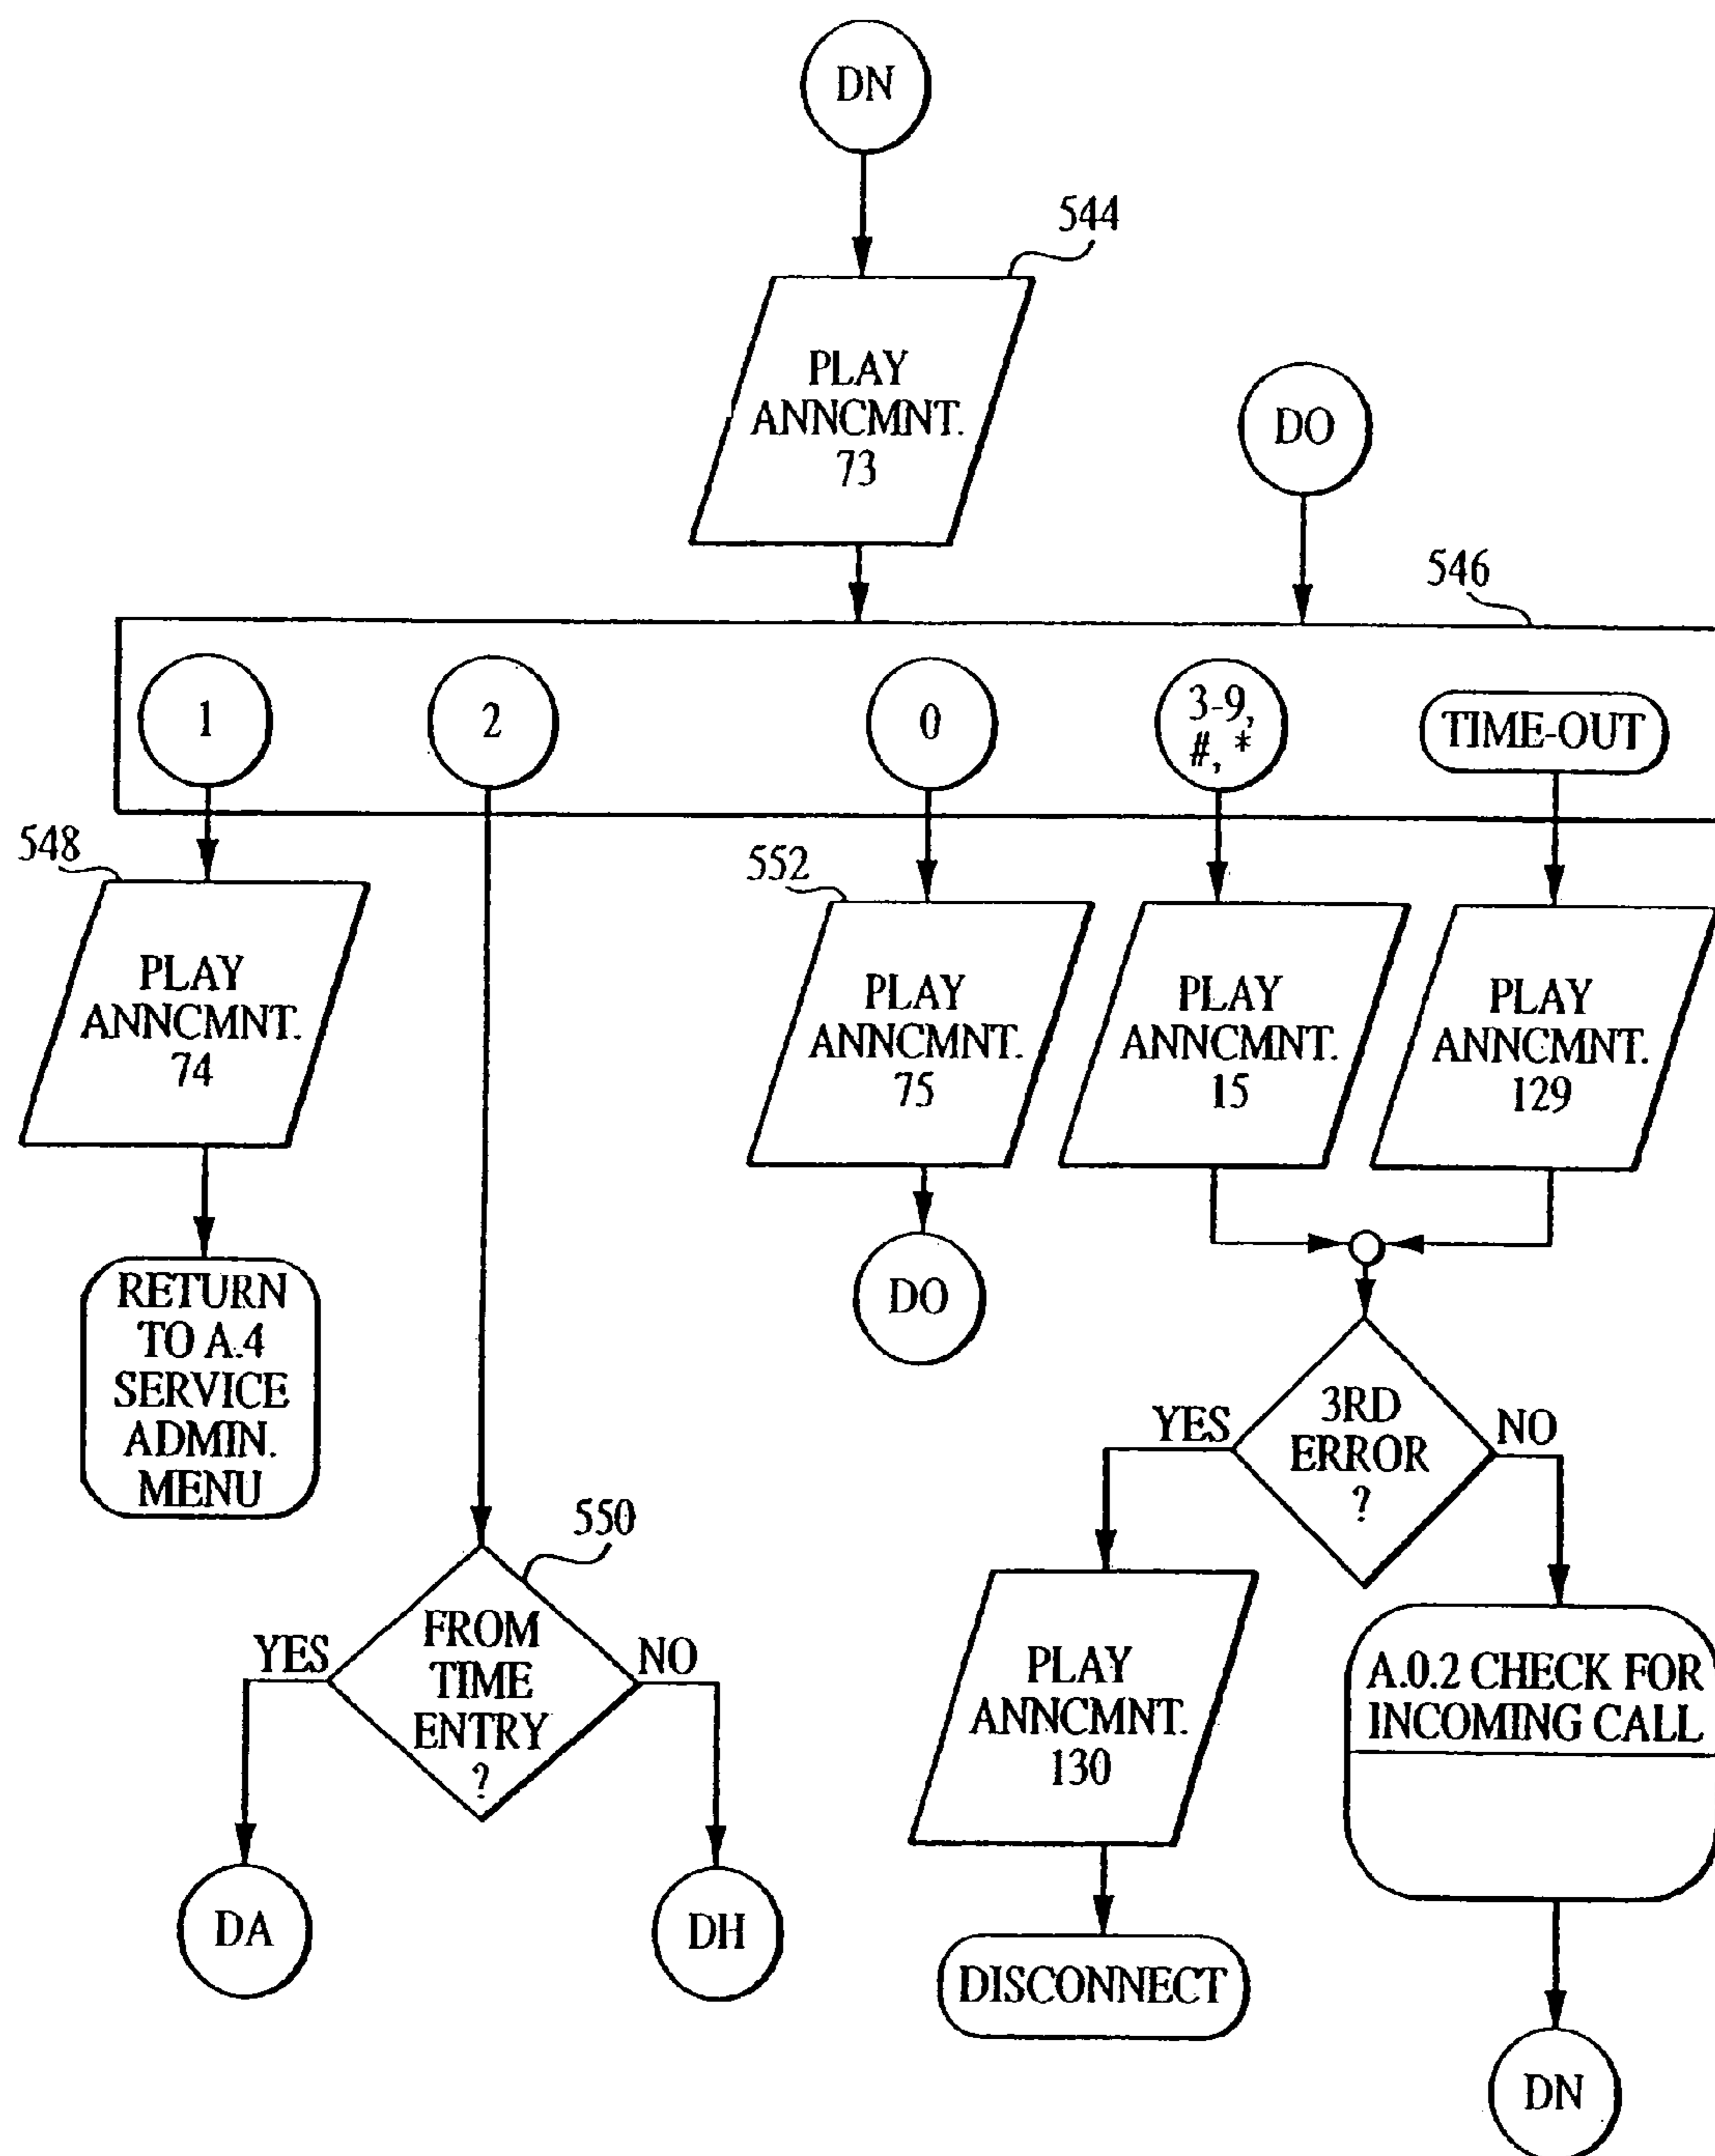 DN
544
PLAY
ANNCMNT.
73
DO
546
1
2
0
3-9,
#, *
TIME-OUT
548
PLAY
ANNCMNT.
74
552
PLAY
ANNCMNT.
75
PLAY
ANNCMNT.
15
PLAY
ANNCMNT.
129
RETURN
TO A.4
SERVICE
ADMIN.
MENU
DO
3RD
ERROR
?
YES
NO
550
FROM
TIME
ENTRY
?
YES
NO
PLAY
ANNCMNT.
130
A.0.2 CHECK FOR
INCOMING CALL
DA
DH
DISCONNECT
DN